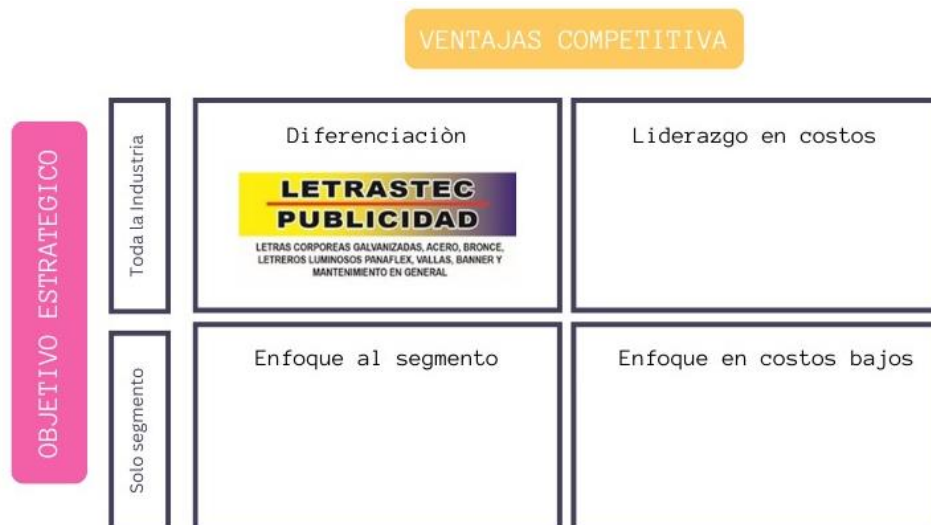 VENTAJAS COMPETITIVA
OBJETIVO ESTRATEGICO
Toda la Industria
Diferenciaciòn
LETRASTEC
PUBLICIDAD
LETRAS CORPOREAS GALVANIZADAS, ACERO, BRONCE,
LETREROS LUMINOSOS PANAFLEX, VALLAS, BANNER Y
MANTENIMIENTO EN GENERAL
Liderazgo en costos
Solo segmento
Enfoque al segmento
Enfoque en costos bajos